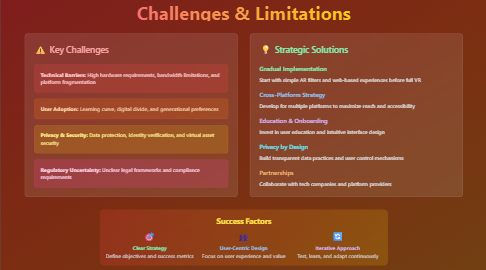 Challenges & Limitations
Key Challenges
Technical Barriers: High hardware requirements, bandwidth limitations, and
platform fragmentation
User Adoption: Learning curve, digital divide, and generational preferences
Privacy & Security: Data protection, identity verification, and virtual asset
security
Regulatory Uncertainty: Unclear legal frameworks and compliance
requirements
Strategic Solutions
Gradual Implementation
Start with simple AR filters and web-based experiences before full VR
Cross-Platform Strategy
Develop for multiple platforms to maximize reach and accessibility
Education & Onboarding
Invest in user education and intuitive interface design
Privacy by Design
Build transparent data practices and user control mechanisms
Partnerships
Collaborate with tech companies and platform providers
Success Factors
Clear Strategy
Define objectives and success metrics
User-Centric Design
Focus on user experience and value
Iterative Approach
Test, learn, and adapt continuously